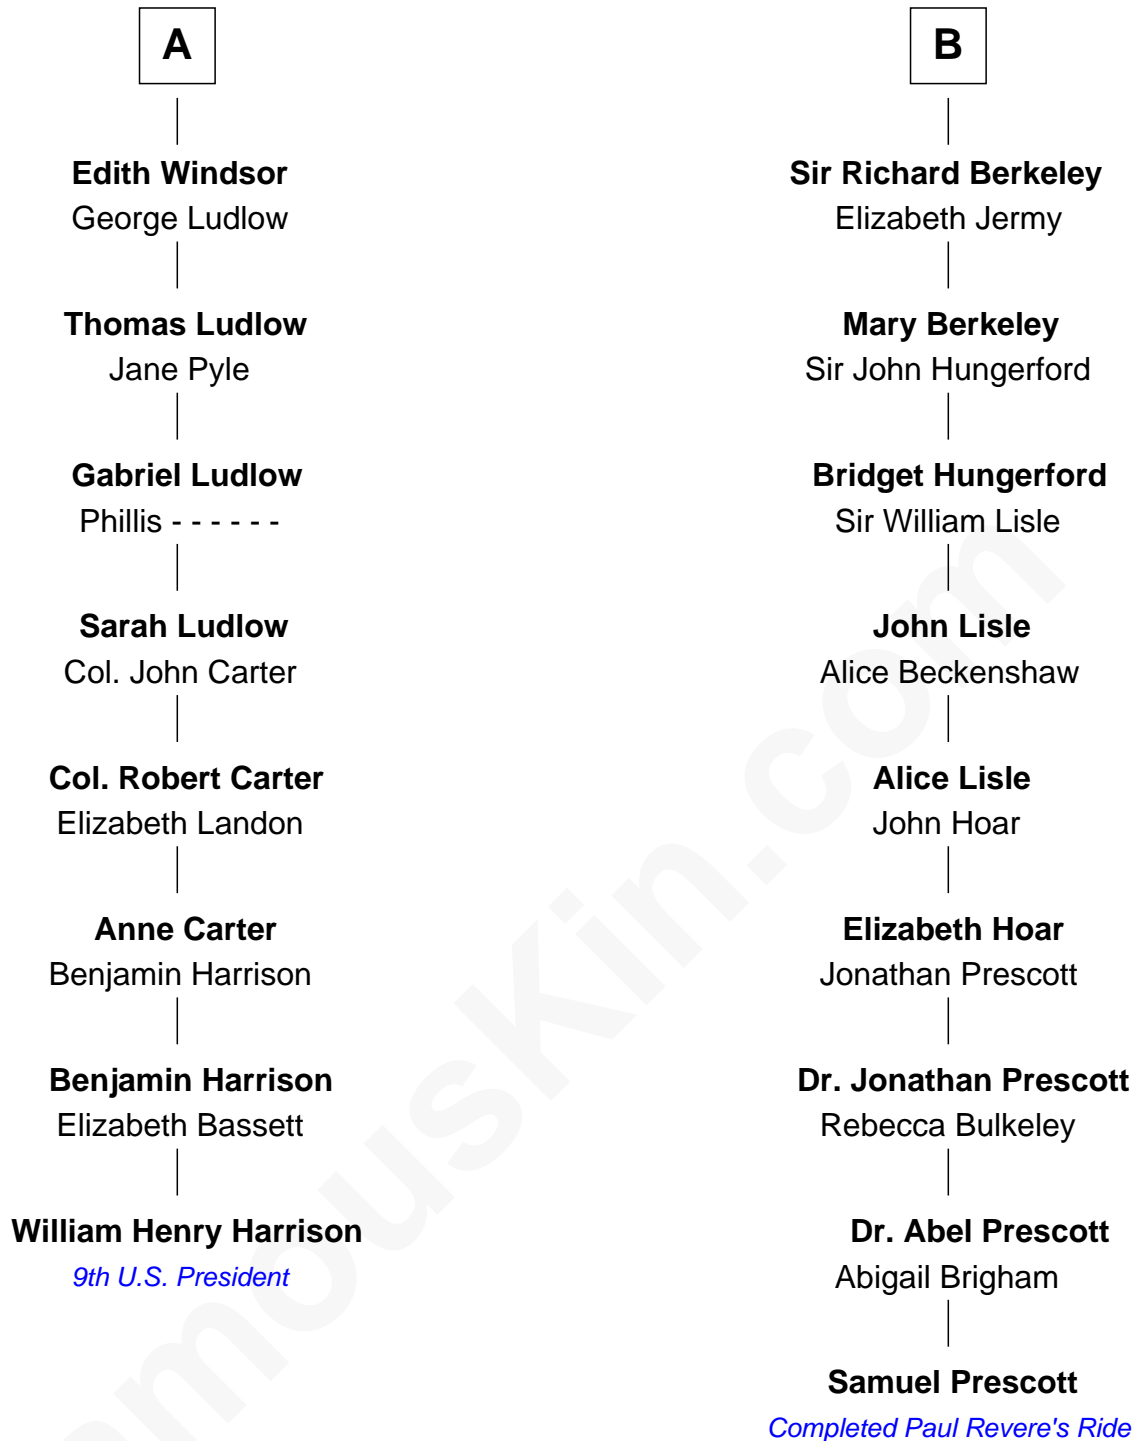 A
Edith Windsor
George Ludlow
Thomas Ludlow
Jane Pyle
Gabriel Ludlow
Phillis - - - - - -
Sarah Ludlow
Col. John Carter
Col. Robert Carter
Elizabeth Landon
Anne Carter
Benjamin Harrison
Benjamin Harrison
Elizabeth Bassett
William Henry Harrison
9th U.S. President
B
Sir Richard Berkeley
Elizabeth Jermy
Mary Berkeley
Sir John Hungerford
Bridget Hungerford
Sir William Lisle
John Lisle
Alice Beckenshaw
Alice Lisle
John Hoar
Elizabeth Hoar
Jonathan Prescott
Dr. Jonathan Prescott
Rebecca Bulkeley
Dr. Abel Prescott
Abigail Brigham
Samuel Prescott
Completed Paul Revere's Ride
amousKin.com